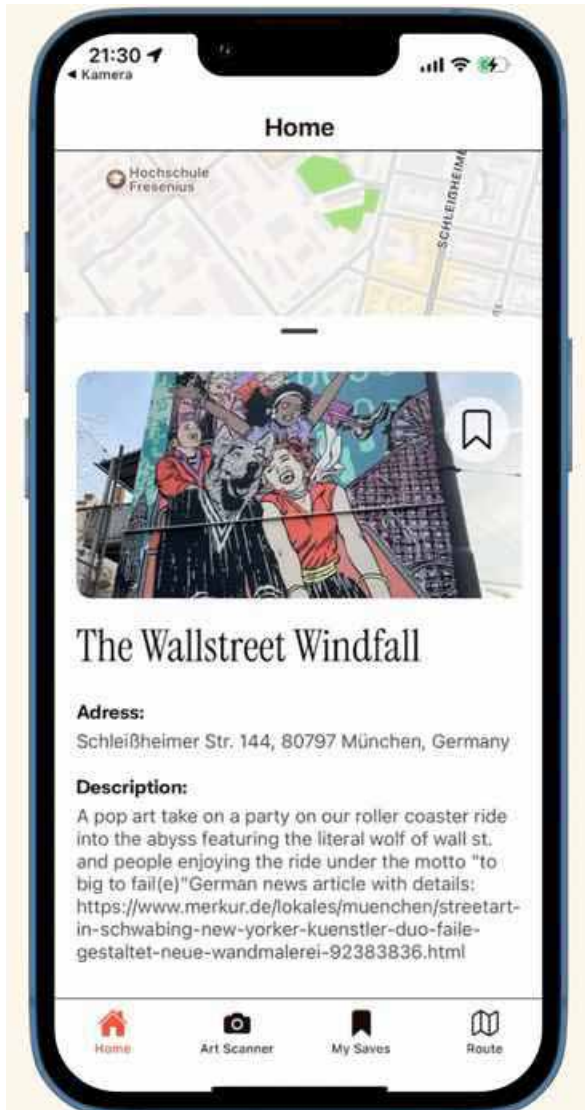 21:30
◀ Kamera
Home
Hochschule
Fresenius
SCHLEIßHEIME
The Wallstreet Windfall
Adress:
Schleißheimer Str. 144, 80797 München, Germany
Description:
A pop art take on a party on our roller coaster ride
into the abyss featuring the literal wolf of wall st.
and people enjoying the ride under the motto "to
big to fail(e)"German news article with details:
https://www.merkur.de/lokales/muenchen/streetart-
in-schwabing-new-yorker-kuenstler-duo-faile-
gestaltet-neue-wandmalerei-92383836.html
Home
Art Scanner
My Saves
Route